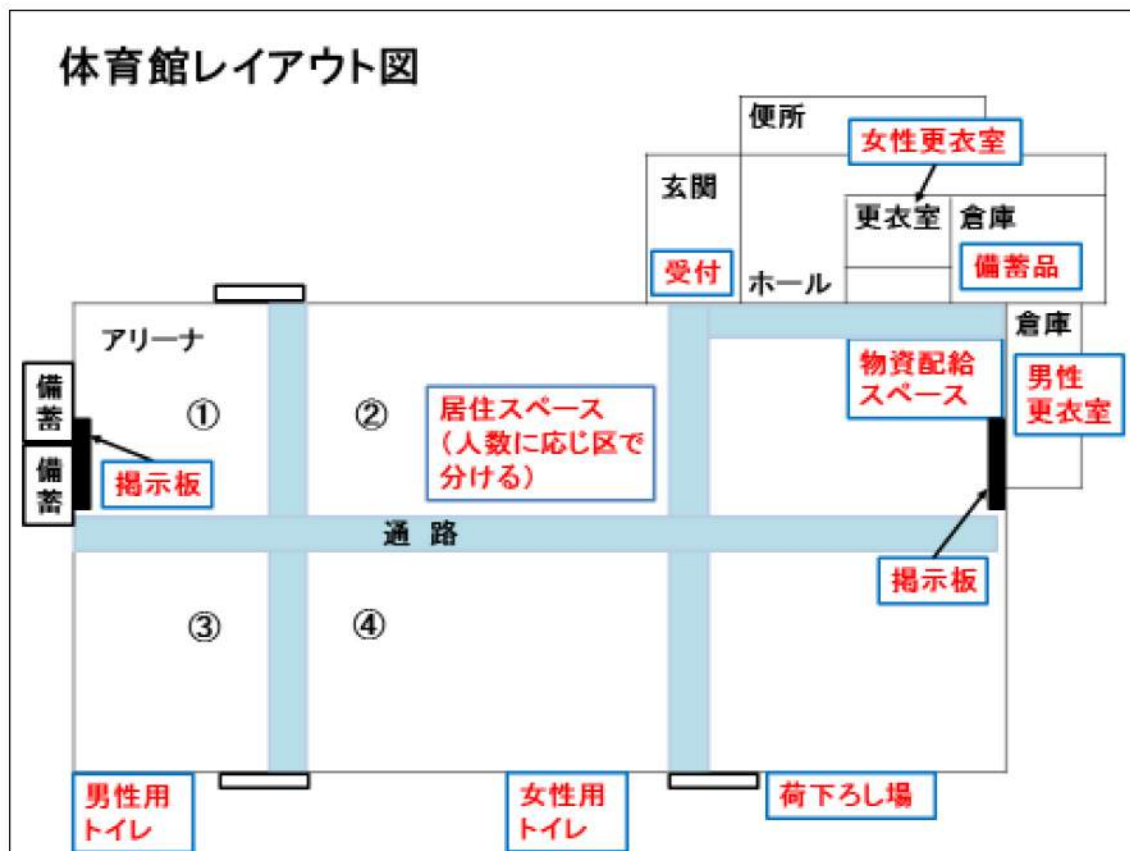 体育館レイアウト図
便所
女性更衣室
玄関
更衣室
倉庫
受付
ホール
備蓄品
アリーナ
倉庫
備
蓄
備
蓄
①
②
居住スペース
(人数に応じ区で
分ける)
物資配給
スペース
男性
更衣室
掲示板
通 路
掲示板
③
④
男性用
トイレ
女性用
トイレ
荷下ろし場